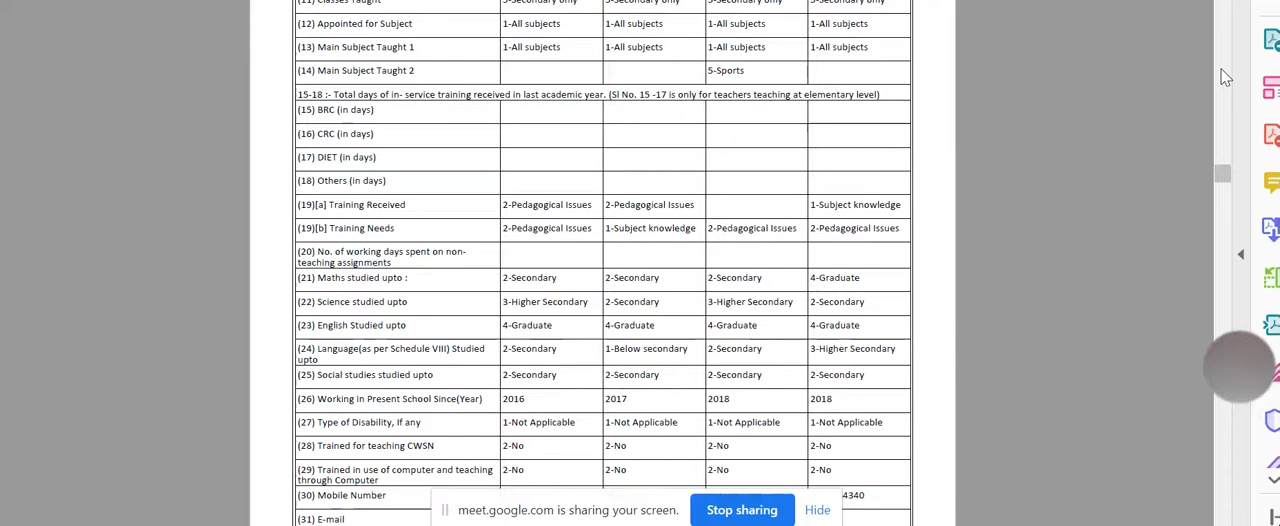 (12) Appointed for Subject 1-All subjects 1-All subjects 1-All subjects 1-All subjects
(13) Main Subject Taught 1 1-All subjects 1-All subjects 1-All subjects 1-All subjects
(14) Main Subject Taught 2 5-Sports
15-18 :- Total days of in- service training received in last academic year. (Sl No. 15 -17 is only for teachers teaching at elementary level)
(15) BRC (in days)
(16) CRC (in days)
(17) DIET (in days)
(18) Others (in days)
(19)[a] Training Received 2-Pedagogical Issues 2-Pedagogical Issues 1-Subject knowledge
(19)[b] Training Needs 2-Pedagogical Issues 1-Subject knowledge 2-Pedagogical Issues 2-Pedagogical Issues
(20) No. of working days spent on non-
teaching assignments
(21) Maths studied upto : 2-Secondary 2-Secondary 2-Secondary 4-Graduate
(22) Science studied upto 3-Higher Secondary 2-Secondary 3-Higher Secondary 2-Secondary
(23) English Studied upto 4-Graduate 4-Graduate 4-Graduate 4-Graduate
(24) Language(as per Schedule VIII) Studied
upto 2-Secondary 1-Below secondary 2-Secondary 3-Higher Secondary
(25) Social studies studied upto 2-Secondary 2-Secondary 2-Secondary 2-Secondary
(26) Working in Present School Since(Year) 2016 2017 2018 2018
(27) Type of Disability, If any 1-Not Applicable 1-Not Applicable 1-Not Applicable 1-Not Applicable
(28) Trained for teaching CWSN 2-No 2-No 2-No 2-No
(29) Trained in use of computer and teaching
through Computer 2-No 2-No 2-No 2-No
(30) Mobile Number 4340
meet.google.com is sharing your screen. Stop sharing Hide
(31) E-mail